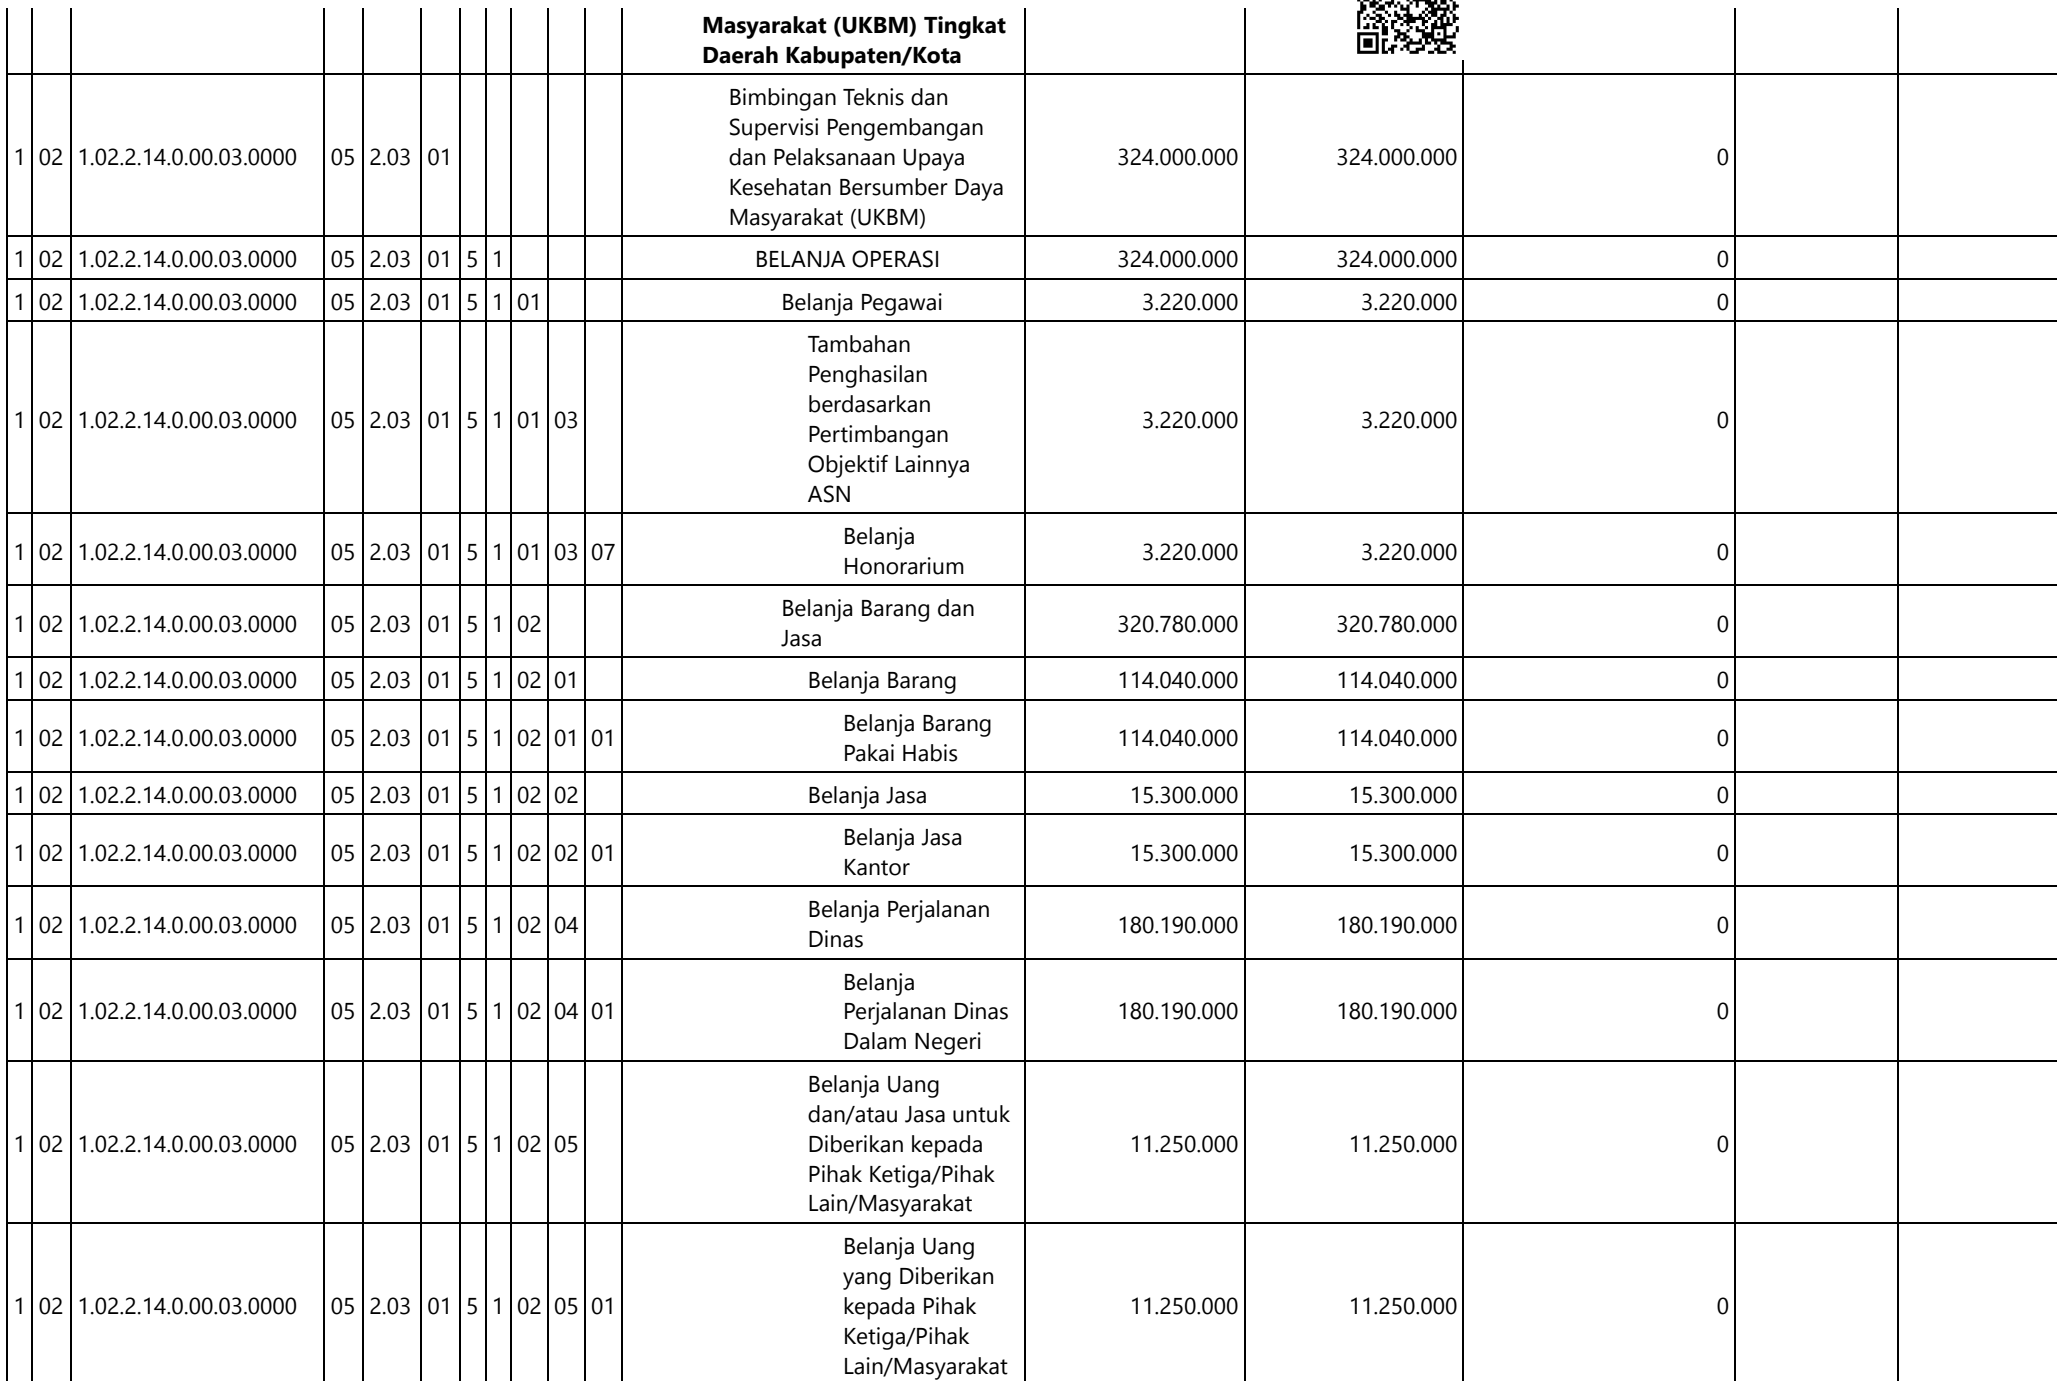 Masyarakat (UKBM) Tingkat
Daerah Kabupaten/Kota
1 02 1.02.2.14.0.00.03.0000 05 2.03 01 Bimbingan Teknis dan
Supervisi Pengembangan
dan Pelaksanaan Upaya
Kesehatan Bersumber Daya
Masyarakat (UKBM) 324.000.000 324.000.000 0
1 02 1.02.2.14.0.00.03.0000 05 2.03 01 5 1 BELANJA OPERASI 324.000.000 324.000.000 0
1 02 1.02.2.14.0.00.03.0000 05 2.03 01 5 1 01 Belanja Pegawai 3.220.000 3.220.000 0
1 02 1.02.2.14.0.00.03.0000 05 2.03 01 5 1 01 03 Tambahan
Penghasilan
berdasarkan
Pertimbangan
Objektif Lainnya
ASN 3.220.000 3.220.000 0
1 02 1.02.2.14.0.00.03.0000 05 2.03 01 5 1 01 03 07 Belanja
Honorarium 3.220.000 3.220.000 0
1 02 1.02.2.14.0.00.03.0000 05 2.03 01 5 1 02 Belanja Barang dan
Jasa 320.780.000 320.780.000 0
1 02 1.02.2.14.0.00.03.0000 05 2.03 01 5 1 02 01 Belanja Barang 114.040.000 114.040.000 0
1 02 1.02.2.14.0.00.03.0000 05 2.03 01 5 1 02 01 01 Belanja Barang
Pakai Habis 114.040.000 114.040.000 0
1 02 1.02.2.14.0.00.03.0000 05 2.03 01 5 1 02 02 Belanja Jasa 15.300.000 15.300.000 0
1 02 1.02.2.14.0.00.03.0000 05 2.03 01 5 1 02 02 01 Belanja Jasa
Kantor 15.300.000 15.300.000 0
1 02 1.02.2.14.0.00.03.0000 05 2.03 01 5 1 02 04 Belanja Perjalanan
Dinas 180.190.000 180.190.000 0
1 02 1.02.2.14.0.00.03.0000 05 2.03 01 5 1 02 04 01 Belanja
Perjalanan Dinas
Dalam Negeri 180.190.000 180.190.000 0
1 02 1.02.2.14.0.00.03.0000 05 2.03 01 5 1 02 05 Belanja Uang
dan/atau Jasa untuk
Diberikan kepada
Pihak Ketiga/Pihak
Lain/Masyarakat 11.250.000 11.250.000 0
1 02 1.02.2.14.0.00.03.0000 05 2.03 01 5 1 02 05 01 Belanja Uang
yang Diberikan
kepada Pihak
Ketiga/Pihak
Lain/Masyarakat 11.250.000 11.250.000 0